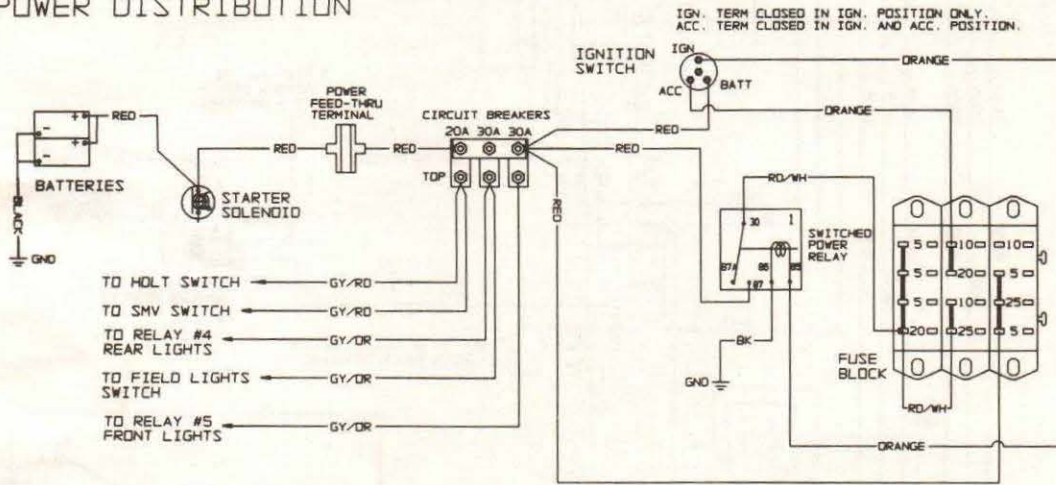 POWER DISTRIBUTION
IGN. TERM CLOSED IN IGN. POSITION ONLY.
ACC. TERM CLOSED IN IGN. AND ACC. POSITION.
IGNITION
SWITCH
IGN
ACC
BATT
ORANGE
ORANGE
POWER
FEED-THRU
TERMINAL
CIRCUIT BREAKERS
20A 30A 30A
TOP
RED
RED
RED
RED
RED
RED
BATTERIES
+
-
+
-
BLACK
GND
STARTER
SOLENOID
TO HOLT SWITCH
GY/RD
TO SMV SWITCH
GY/RD
TO RELAY #4
REAR LIGHTS
GY/OR
TO FIELD LIGHTS
SWITCH
GY/OR
TO RELAY #5
FRONT LIGHTS
GY/OR
RD/WH
30 1
87A 86 85
87
SWITCHED
POWER
RELAY
BK
GND
5 10 10
5 20 5
5 10 25
20 25 5
FUSE
BLOCK
RD/WH
ORANGE